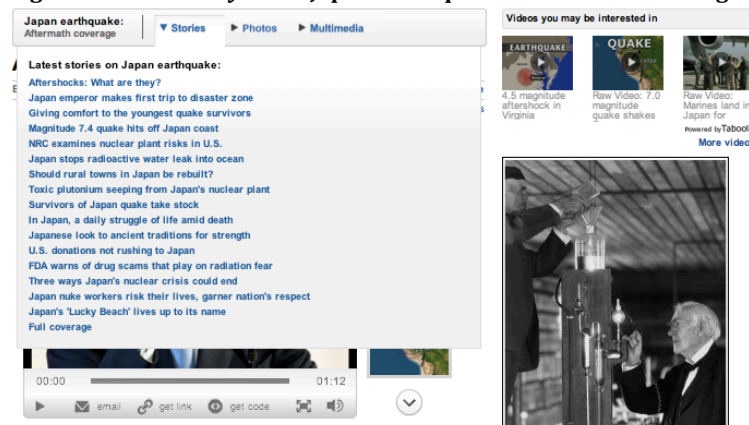 Japan earthquake:
Aftermath coverage
Stories
Photos
Multimedia
Latest stories on Japan earthquake:
Aftershocks: What are they?
Japan emperor makes first trip to disaster zone
Giving comfort to the youngest quake survivors
Magnitude 7.4 quake hits off Japan coast
NRC examines nuclear plant risks in U.S.
Japan stops radioactive water leak into ocean
Should rural towns in Japan be rebuilt?
Toxic plutonium seeping from Japan's nuclear plant
Survivors of Japan quake take stock
In Japan, a daily struggle of life amid death
Japanese look to ancient traditions for strength
U.S. donations not rushing to Japan
FDA warns of drug scams that play on radiation fear
Three ways Japan's nuclear crisis could end
Japan nuke workers risk their lives, garner nation's respect
Japan's 'Lucky Beach' lives up to its name
Full coverage
00:00
01:12
email
get link
get code
Videos you may be interested in
EARTHQUAKE
4.5 magnitude
aftershock in
Virginia
QUAKE
Raw Video: 7.0
magnitude
quake shakes
Raw Video:
Marines land in
Japan for
Powered by Tabool
More video